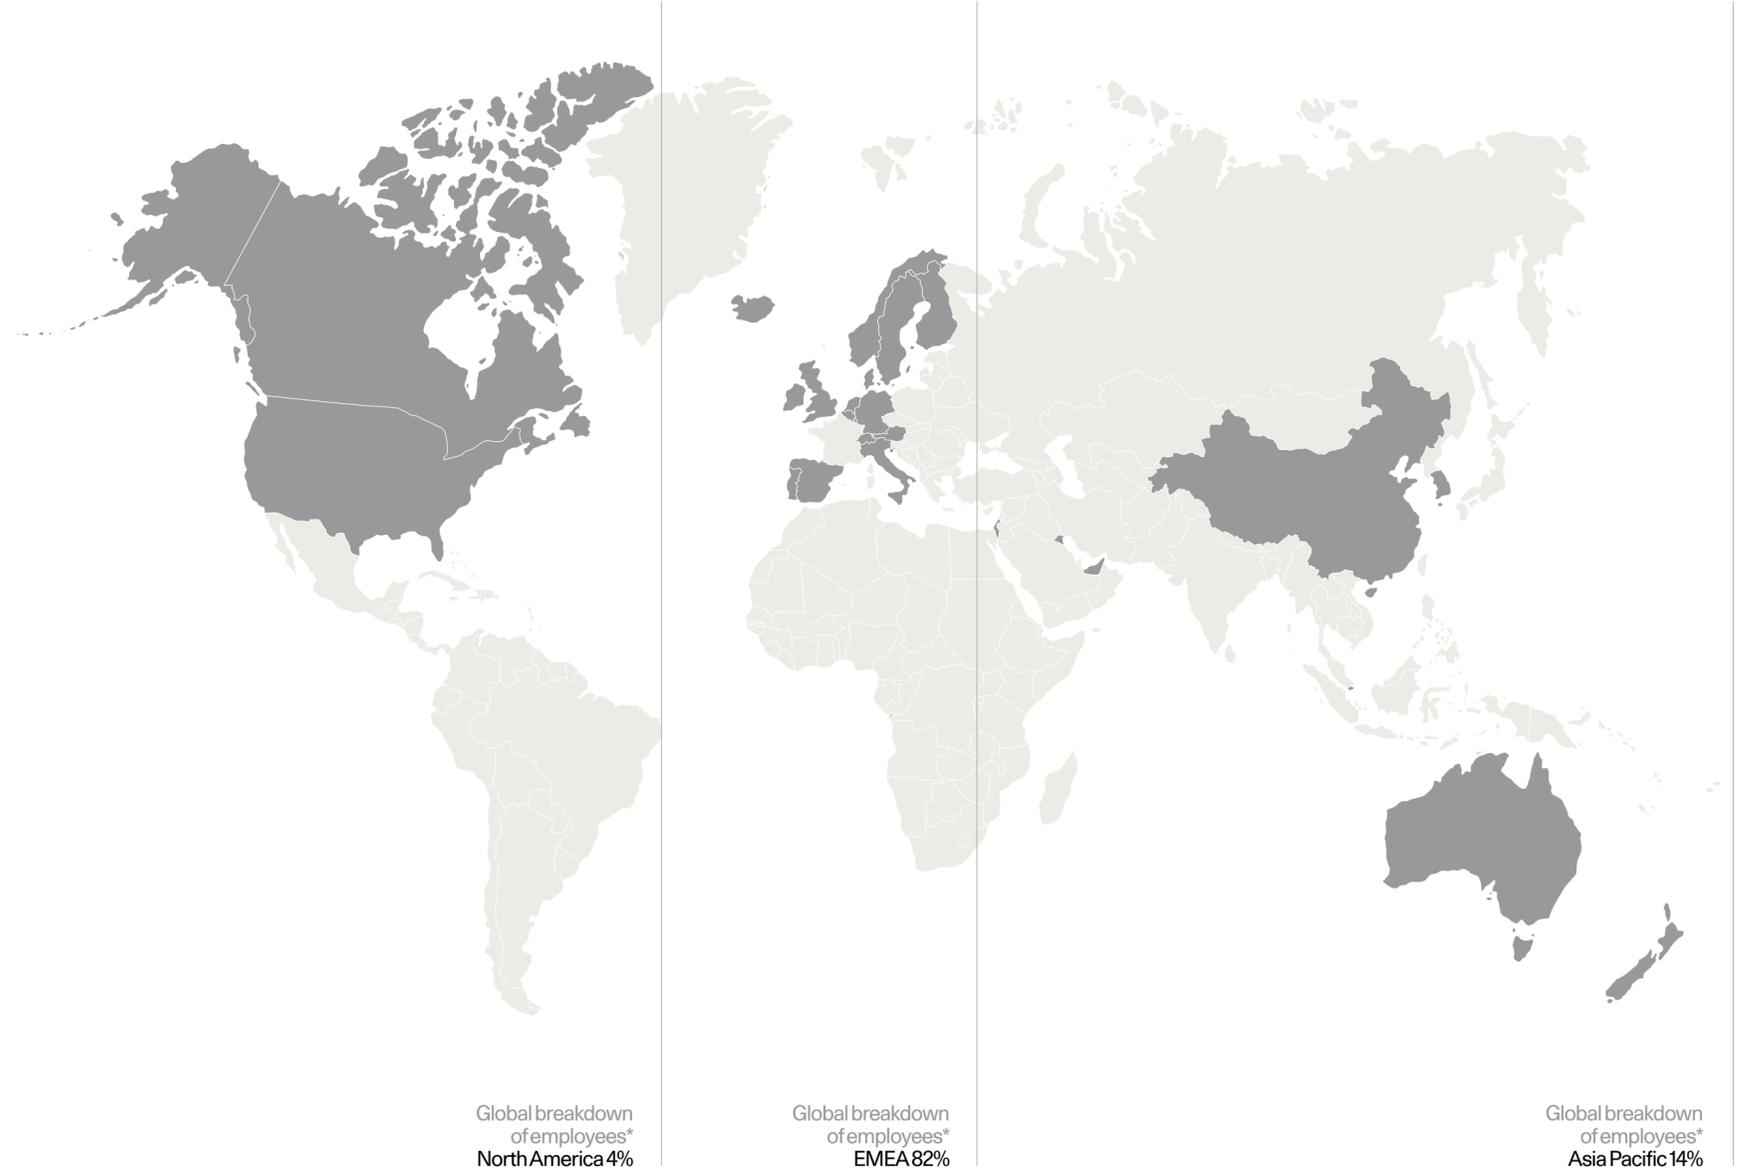 Global breakdown
of employees*
North America 4%
Global breakdown
of employees*
EMEA 82%
Global breakdown
of employees*
Asia Pacific 14%